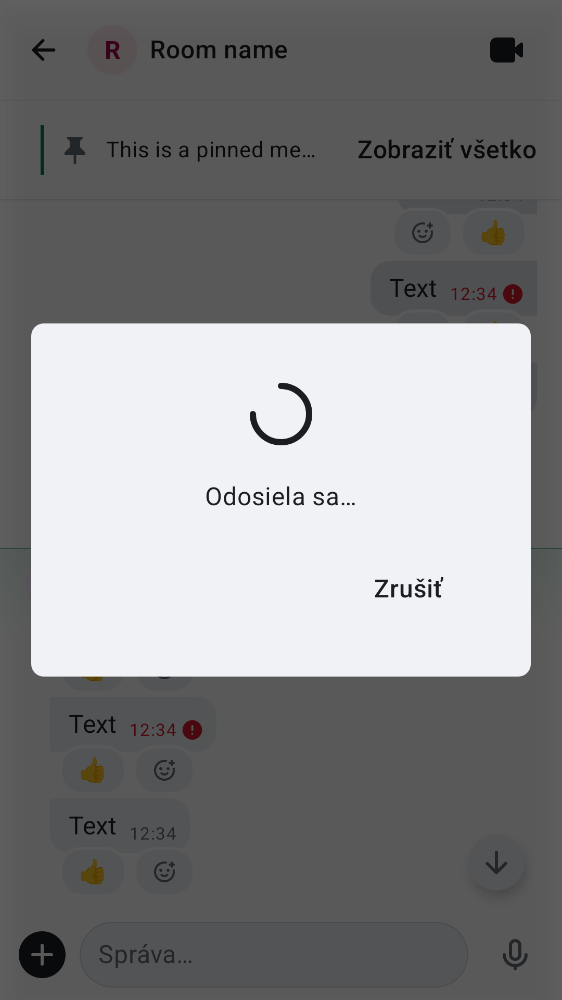 R Room name
This is a pinned me… Zobraziť všetko
Text 12:34
Odosiela sa…
Zrušiť
Text 12:34
Text 12:34
Správa…